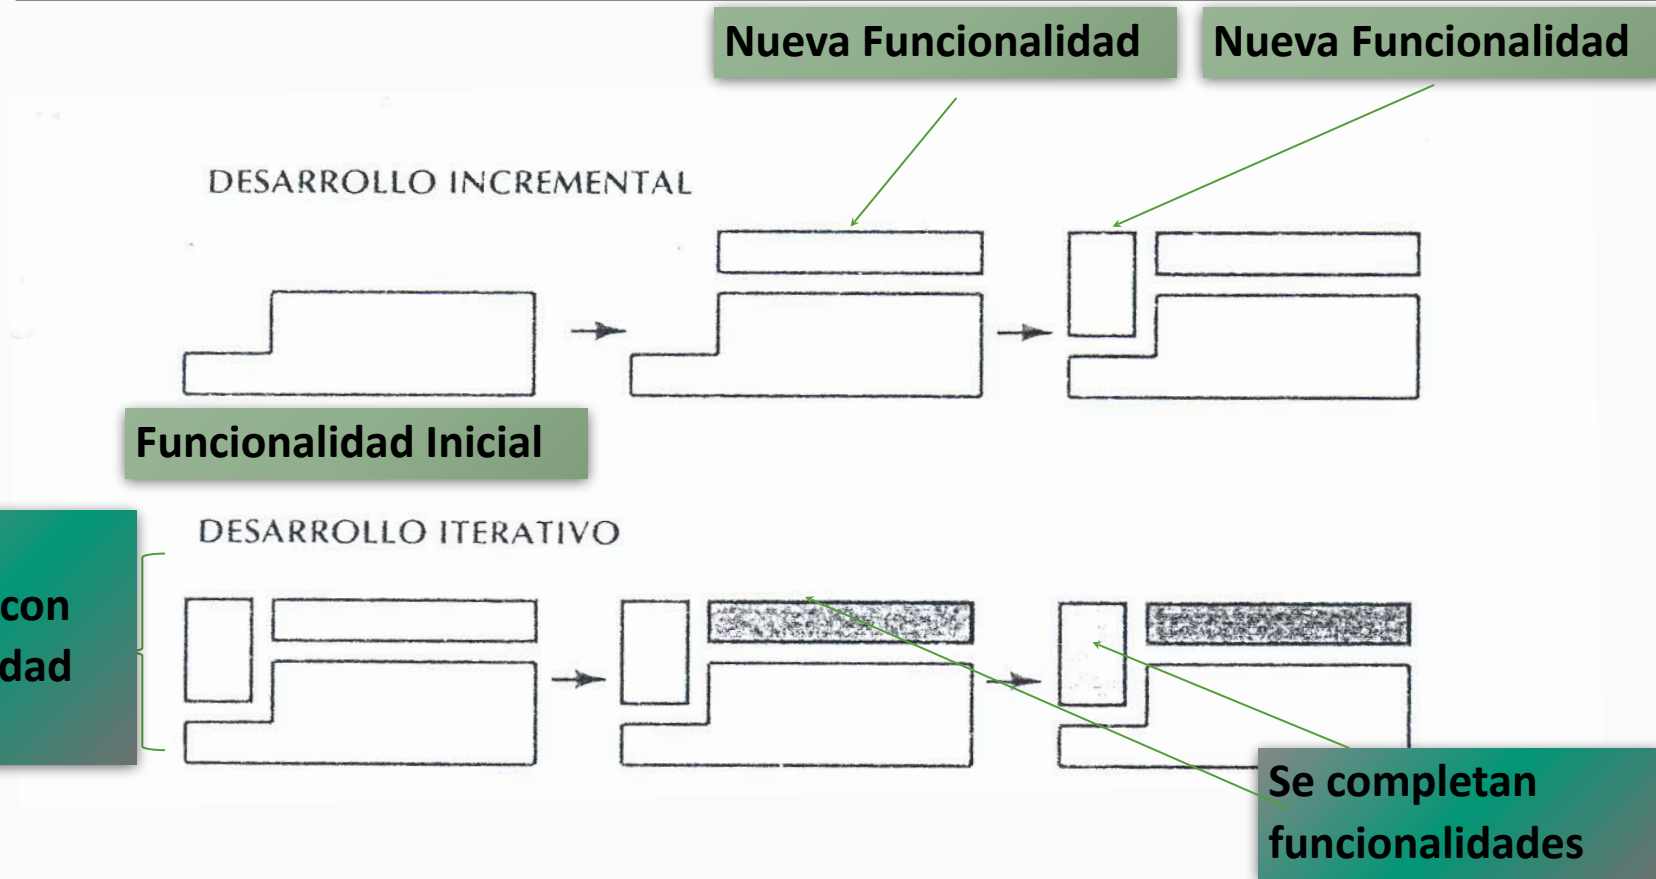 Nueva Funcionalidad
Nueva Funcionalidad
DESARROLLO INCREMENTAL
Funcionalidad Inicial
DESARROLLO ITERATIVO
con
dad
Se completan
funcionalidades